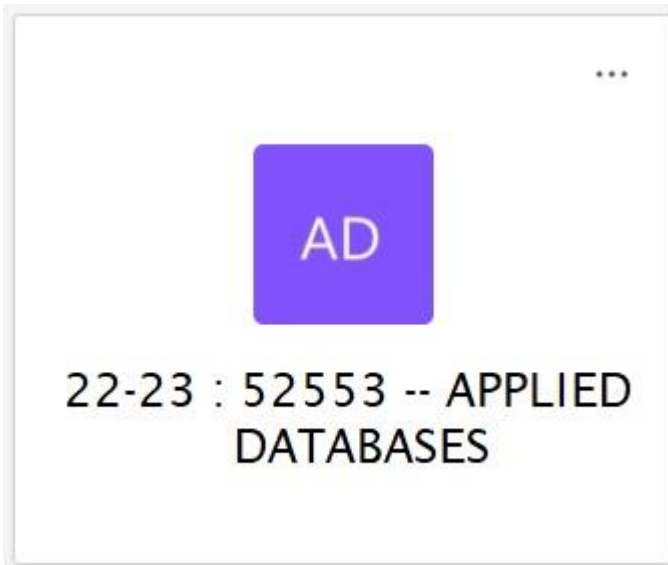 ...
AD
22-23 : 52553 -- APPLIED
DATABASES